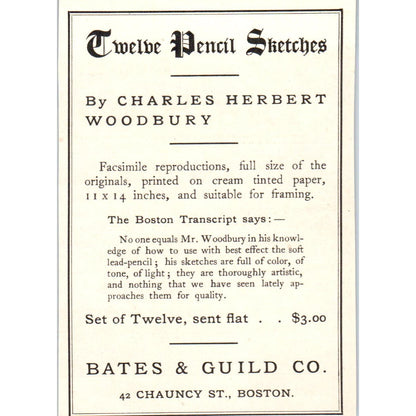 Twelve Pencil Sketches
By CHARLES HERBERT
WOODBURY
Facsimile reproductions, full size of the
originals, printed on cream tinted paper,
11 x 14 inches, and suitable for framing.
The Boston Transcript says:—
No one equals Mr. Woodbury in his knowl-
edge of how to use with best effect the soft
lead-pencil; his sketches are full of color, of
tone, of light; they are thoroughly artistic,
and nothing that we have seen lately ap-
proaches them for quality.
Set of Twelve, sent flat . . $3.00
BATES & GUILD CO.
42 CHAUNCY ST., BOSTON.